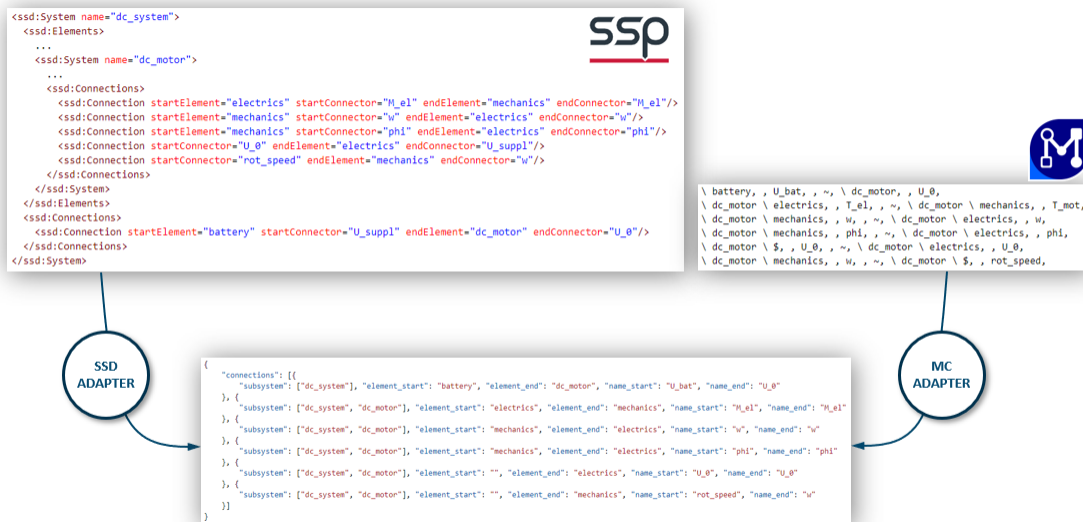 <ssd:System name="dc_system">
<ssd:Elements>
...
<ssd:System name="dc_motor">
...
<ssd:Connections>
<ssd:Connection startElement="electrics" startConnector="M_el" endElement="mechanics" endConnector="M_el"/>
<ssd:Connection startElement="mechanics" startConnector="w" endElement="electrics" endConnector="w"/>
<ssd:Connection startElement="mechanics" startConnector="phi" endElement="electrics" endConnector="phi"/>
<ssd:Connection startConnector="U_0" endElement="electrics" endConnector="U_suppl"/>
<ssd:Connection startConnector="rot_speed" endElement="mechanics" endConnector="w"/>
</ssd:Connections>
</ssd:System>
</ssd:Elements>
<ssd:Connections>
<ssd:Connection startElement="battery" startConnector="U_suppl" endElement="dc_motor" endConnector="U_0"/>
</ssd:Connections>
</ssd:System>
ssp
M
\ battery, , U_bat, , ~, \ dc_motor, , U_0,
\ dc_motor \ electrics, , T_el, , ~, \ dc_motor \ mechanics, , T_mot,
\ dc_motor \ mechanics, , w, , ~, \ dc_motor \ electrics, , w,
\ dc_motor \ mechanics, , phi, , ~, \ dc_motor \ electrics, , phi,
\ dc_motor \ $, , U_0, , ~, \ dc_motor \ electrics, , U_0,
\ dc_motor \ mechanics, , w, , ~, \ dc_motor \ $, , rot_speed,
SSD
ADAPTER
MC
ADAPTER
{
"connections": [{
"subsystem": ["dc_system"], "element_start": "battery", "element_end": "dc_motor", "name_start": "U_bat", "name_end": "U_0"
}, {
"subsystem": ["dc_system", "dc_motor"], "element_start": "electrics", "element_end": "mechanics", "name_start": "M_el", "name_end": "M_el"
}, {
"subsystem": ["dc_system", "dc_motor"], "element_start": "mechanics", "element_end": "electrics", "name_start": "w", "name_end": "w"
}, {
"subsystem": ["dc_system", "dc_motor"], "element_start": "mechanics", "element_end": "electrics", "name_start": "phi", "name_end": "phi"
}, {
"subsystem": ["dc_system", "dc_motor"], "element_start": "", "element_end": "electrics", "name_start": "U_0", "name_end": "U_0"
}, {
"subsystem": ["dc_system", "dc_motor"], "element_start": "", "element_end": "mechanics", "name_start": "rot_speed", "name_end": "w"
}]
}